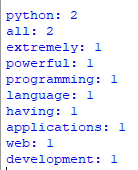 python: 2
all: 2
extremely: 1
powerful: 1
programming: 1
language: 1
having: 1
applications: 1
web: 1
development: 1